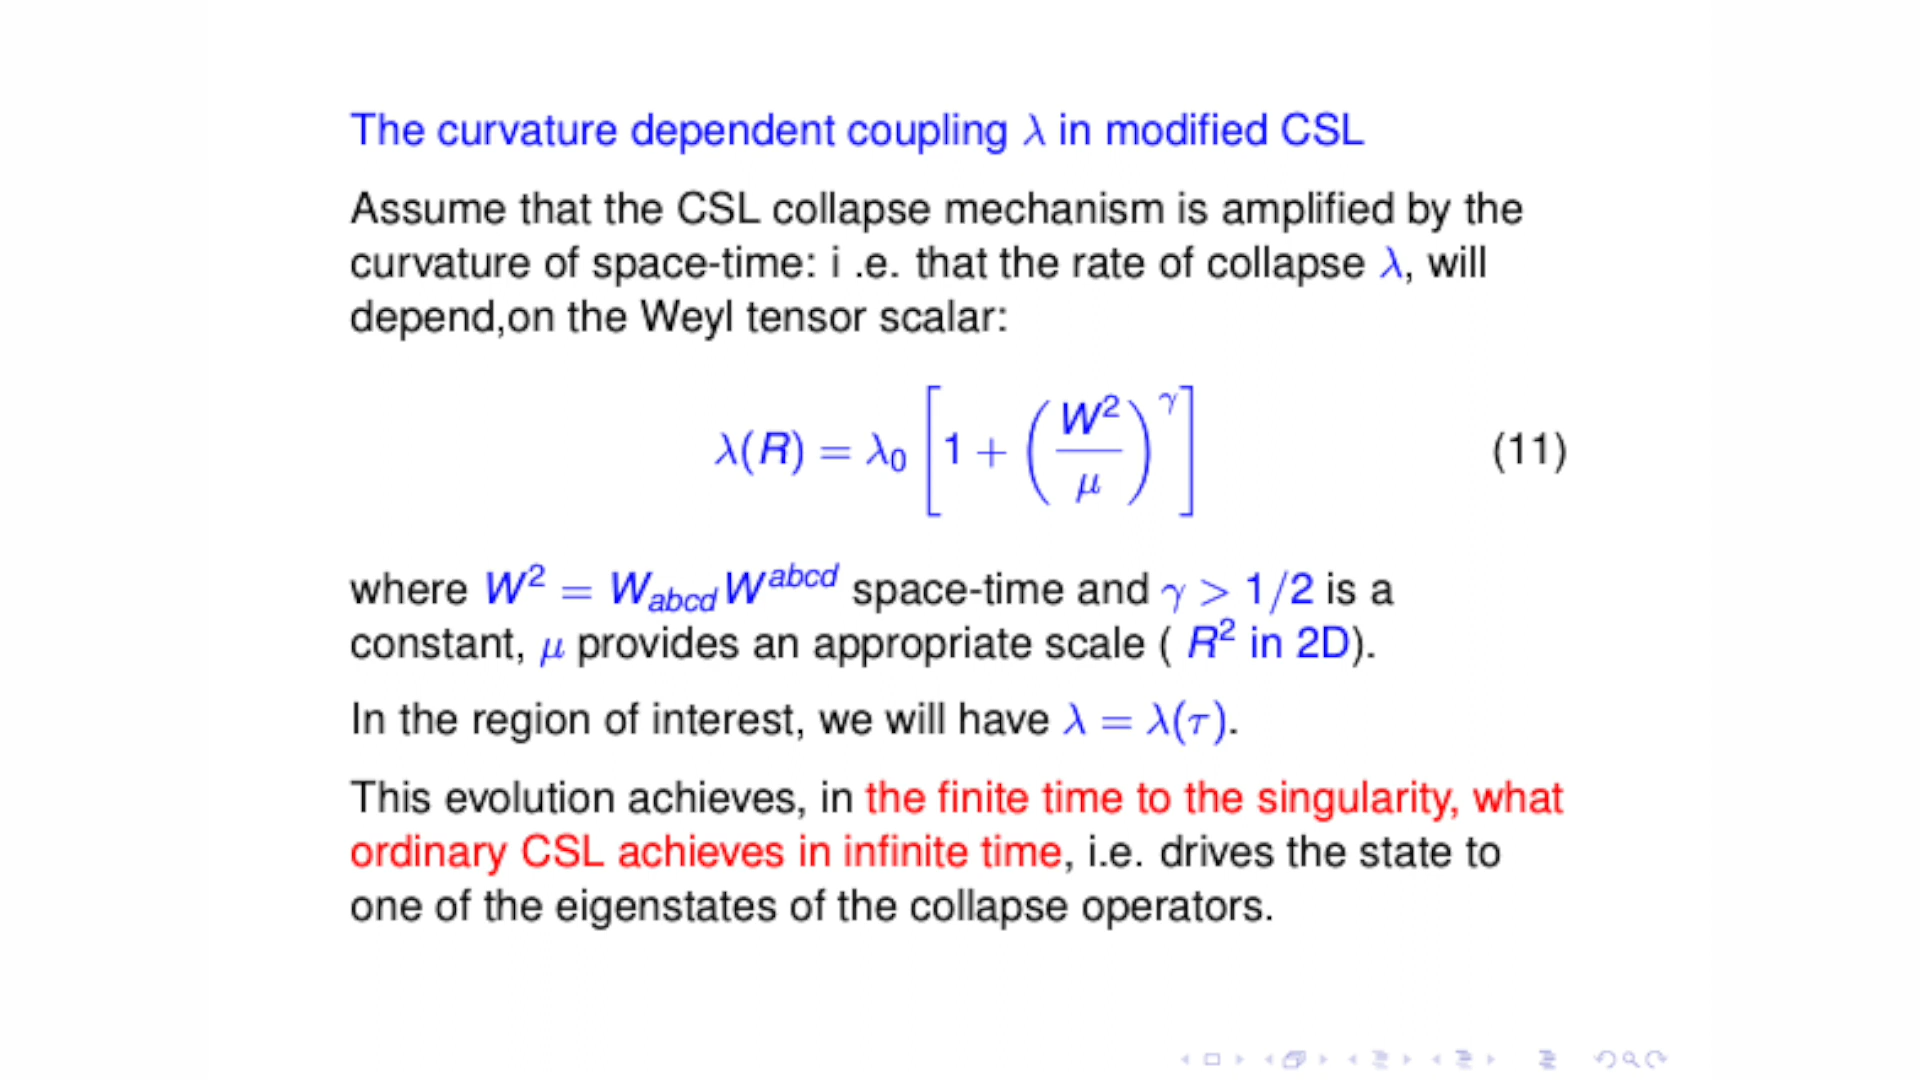 The curvature dependent coupling λ in modified CSL
Assume that the CSL collapse mechanism is amplified by the
curvature of space-time: i .e. that the rate of collapse λ, will
depend,on the Weyl tensor scalar:
λ(R) = λ₀ [1 + (W²/μ)^γ] (11)
where W² = W_{abcd}W^{abcd} space-time and γ > 1/2 is a
constant, μ provides an appropriate scale ( R² in 2D).
In the region of interest, we will have λ = λ(τ).
This evolution achieves, in the finite time to the singularity, what
ordinary CSL achieves in infinite time, i.e. drives the state to
one of the eigenstates of the collapse operators.